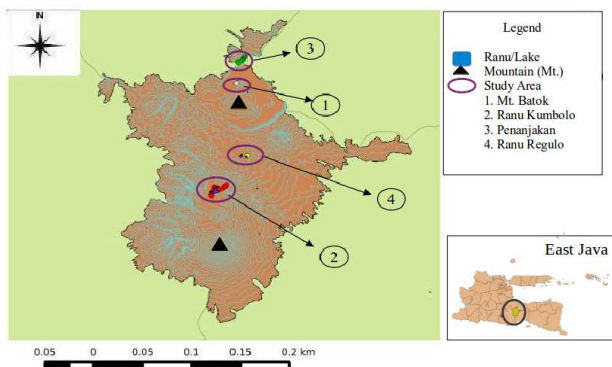 IN
3
1
4
2
Legend
Ranu/Lake
Mountain (Mt.)
Study Area
1. Mt. Batok
2. Ranu Kumbolo
3. Penanjakan
4. Ranu Regulo
East Java
0.05 0 0.05 0.1 0.15 0.2 km